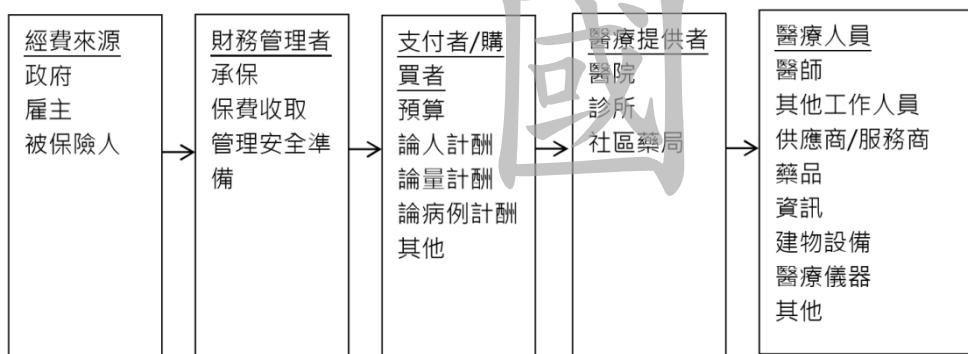 經費來源
政府
雇主
被保險人
財務管理者
承保
保費收取
管理安全準
備
支付者/購
買者
預算
論人計酬
論量計酬
論病例計酬
其他
醫療提供者
醫院
診所
社區藥局
醫療人員
醫師
其他工作人員
供應商/服務商
藥品
資訊
建物設備
醫療儀器
其他
國